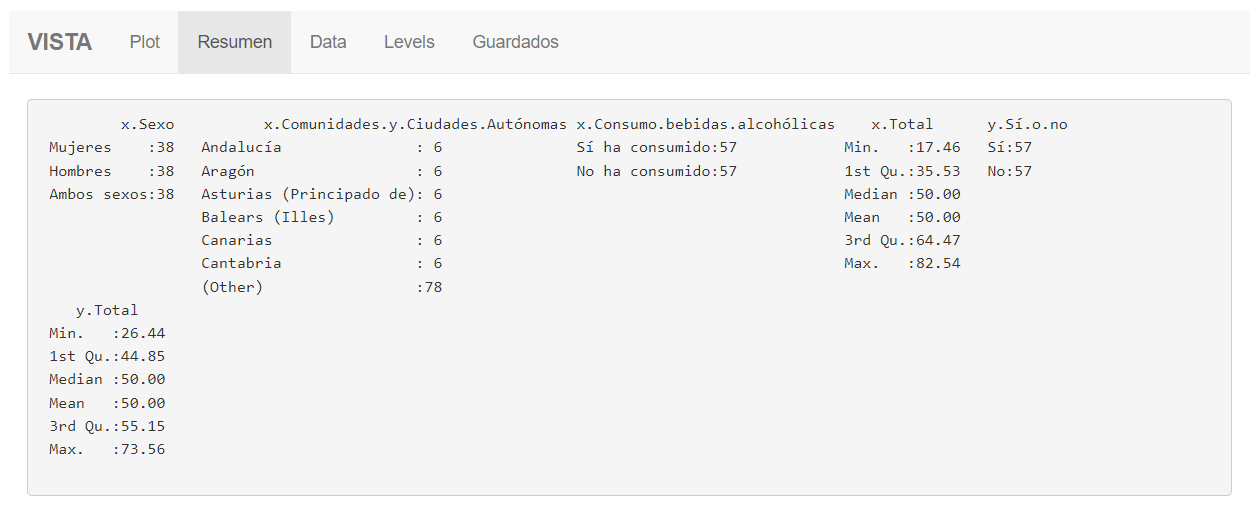 VISTA Plot Resumen Data Levels Guardados
x.Sexo x.Comunidades.y.Ciudades.Autónomas x.Consumo.bebidas.alcohólicas x.Total y.Sí.o.no
Mujeres :38 Andalucía : 6 Sí ha consumido:57 Min. :17.46 Sí:57
Hombres :38 Aragón : 6 No ha consumido:57 1st Qu.:35.53 No:57
Ambos sexos:38 Asturias (Principado de): 6 Median :50.00
Balears (Illes) : 6 Mean :50.00
Canarias : 6 3rd Qu.:64.47
Cantabria : 6 Max. :82.54
(Other) :78
y.Total
Min. :26.44
1st Qu.:44.85
Median :50.00
Mean :50.00
3rd Qu.:55.15
Max. :73.56